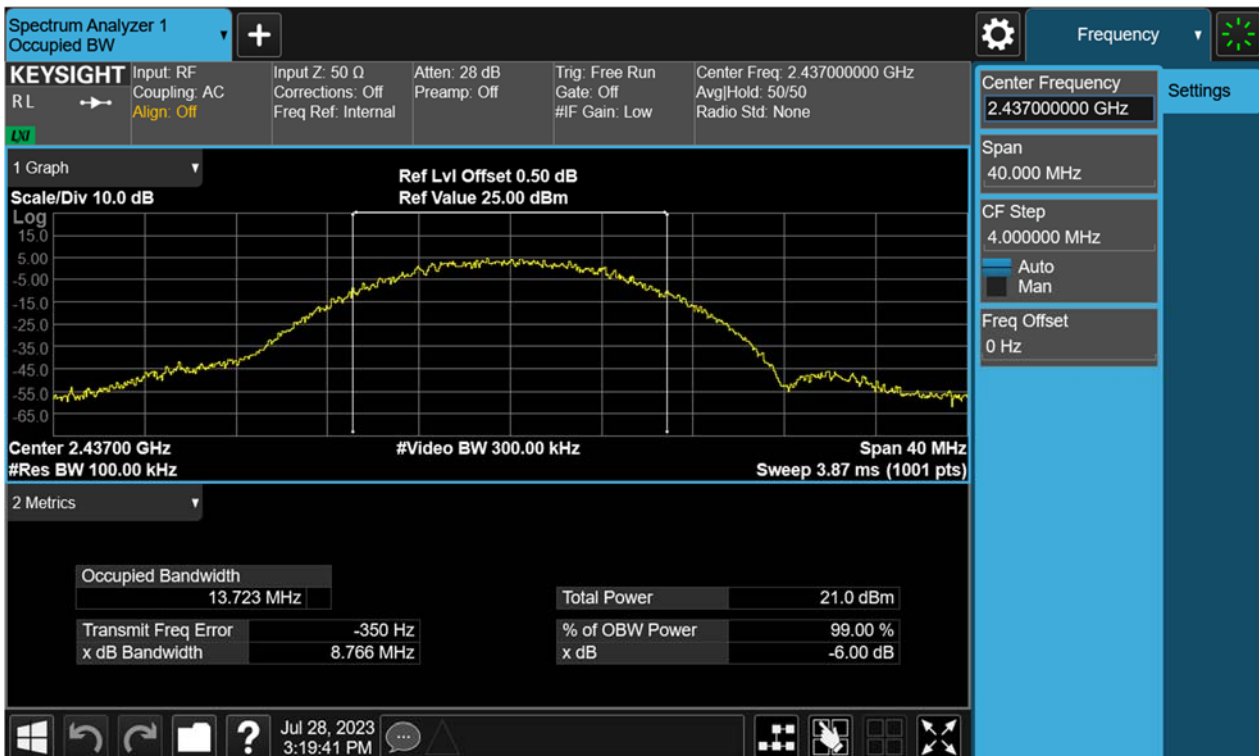 Spectrum Analyzer 1
Occupied BW
Frequency
KEYSIGHT
RL
LXI
Input: RF
Coupling: AC
Align: Off
Input Z: 50 Ω
Corrections: Off
Freq Ref: Internal
Atten: 28 dB
Preamp: Off
Trig: Free Run
Gate: Off
#IF Gain: Low
Center Freq: 2.437000000 GHz
Avg|Hold: 50/50
Radio Std: None
Center Frequency
2.437000000 GHz
Settings
Span
40.000 MHz
CF Step
4.000000 MHz
Auto
Man
Freq Offset
0 Hz
1 Graph
Scale/Div 10.0 dB
Ref Lvl Offset 0.50 dB
Ref Value 25.00 dBm
Log
15.0
5.00
-5.00
-15.0
-25.0
-35.0
-45.0
-55.0
-65.0
Center 2.43700 GHz
#Video BW 300.00 kHz
Span 40 MHz
#Res BW 100.00 kHz
Sweep 3.87 ms (1001 pts)
2 Metrics
Occupied Bandwidth
13.723 MHz
Total Power 21.0 dBm
Transmit Freq Error -350 Hz
% of OBW Power 99.00 %
x dB Bandwidth 8.766 MHz
x dB -6.00 dB
Jul 28, 2023
3:19:41 PM